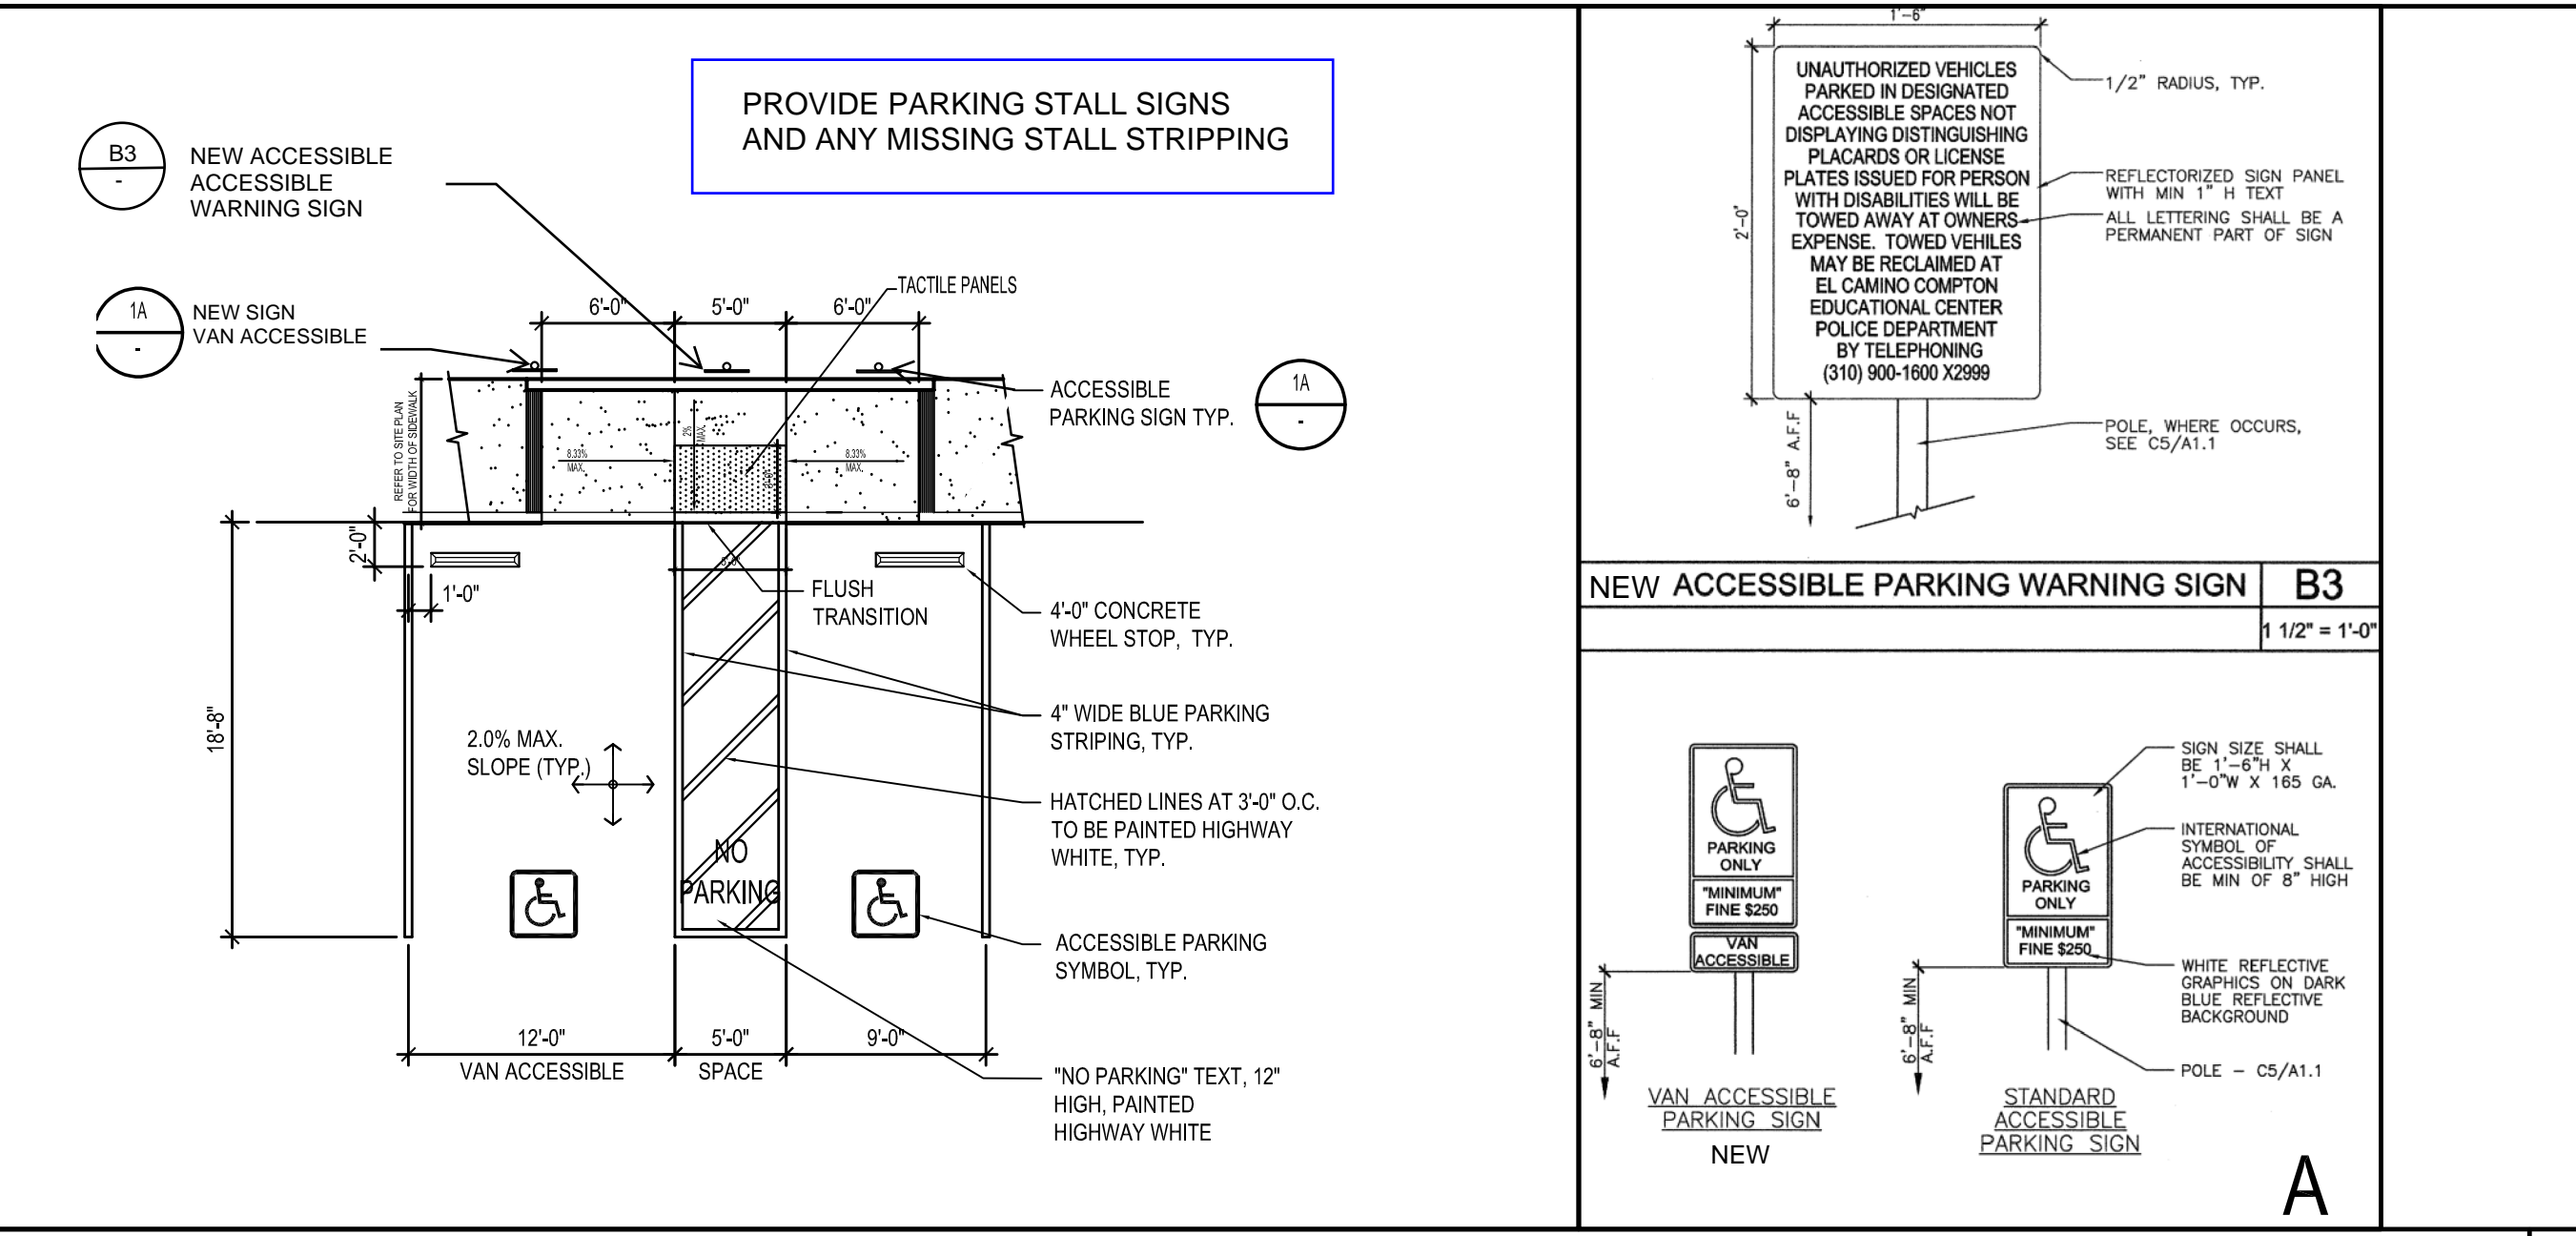 PROVIDE PARKING STALL SIGNS
AND ANY MISSING STALL STRIPPING
B3
-
NEW ACCESSIBLE
ACCESSIBLE
WARNING SIGN
1A
-
NEW SIGN
VAN ACCESSIBLE
TACTILE PANELS
6'-0"
5'-0"
6'-0"
ACCESSIBLE
PARKING SIGN TYP.
1A
-
REFER TO SITE PLAN
FOR WIDTH OF SIDEWALK
2%
MAX.
8.33%
MAX.
8.33%
MAX.
2'-0"
1'-0"
5'-0"
FLUSH
TRANSITION
4'-0" CONCRETE
WHEEL STOP, TYP.
18'-8"
4" WIDE BLUE PARKING
STRIPING, TYP.
2.0% MAX.
SLOPE (TYP.)
HATCHED LINES AT 3'-0" O.C.
TO BE PAINTED HIGHWAY
WHITE, TYP.
NO
PARKING
ACCESSIBLE PARKING
SYMBOL, TYP.
12'-0"
5'-0"
9'-0"
VAN ACCESSIBLE
SPACE
"NO PARKING" TEXT, 12"
HIGH, PAINTED
HIGHWAY WHITE
1'-6"
2'-0"
UNAUTHORIZED VEHICLES
PARKED IN DESIGNATED
ACCESSIBLE SPACES NOT
DISPLAYING DISTINGUISHING
PLACARDS OR LICENSE
PLATES ISSUED FOR PERSON
WITH DISABILITIES WILL BE
TOWED AWAY AT OWNERS
EXPENSE. TOWED VEHILES
MAY BE RECLAIMED AT
EL CAMINO COMPTON
EDUCATIONAL CENTER
POLICE DEPARTMENT
BY TELEPHONING
(310) 900-1600 X2999
1/2" RADIUS, TYP.
REFLECTORIZED SIGN PANEL
WITH MIN 1" H TEXT
ALL LETTERING SHALL BE A
PERMANENT PART OF SIGN
6'-8" A.F.F
POLE, WHERE OCCURS,
SEE C5/A1.1
NEW ACCESSIBLE PARKING WARNING SIGN
B3
1 1/2" = 1'-0"
PARKING
ONLY
"MINIMUM"
FINE $250
VAN
ACCESSIBLE
6'-8" MIN
A.F.F
VAN ACCESSIBLE
PARKING SIGN
NEW
PARKING
ONLY
"MINIMUM"
FINE $250
6'-8" MIN
A.F.F
STANDARD
ACCESSIBLE
PARKING SIGN
SIGN SIZE SHALL
BE 1'-6"H X
1'-0"W X 165 GA.
INTERNATIONAL
SYMBOL OF
ACCESSIBILITY SHALL
BE MIN OF 8" HIGH
WHITE REFLECTIVE
GRAPHICS ON DARK
BLUE REFLECTIVE
BACKGROUND
POLE - C5/A1.1
A